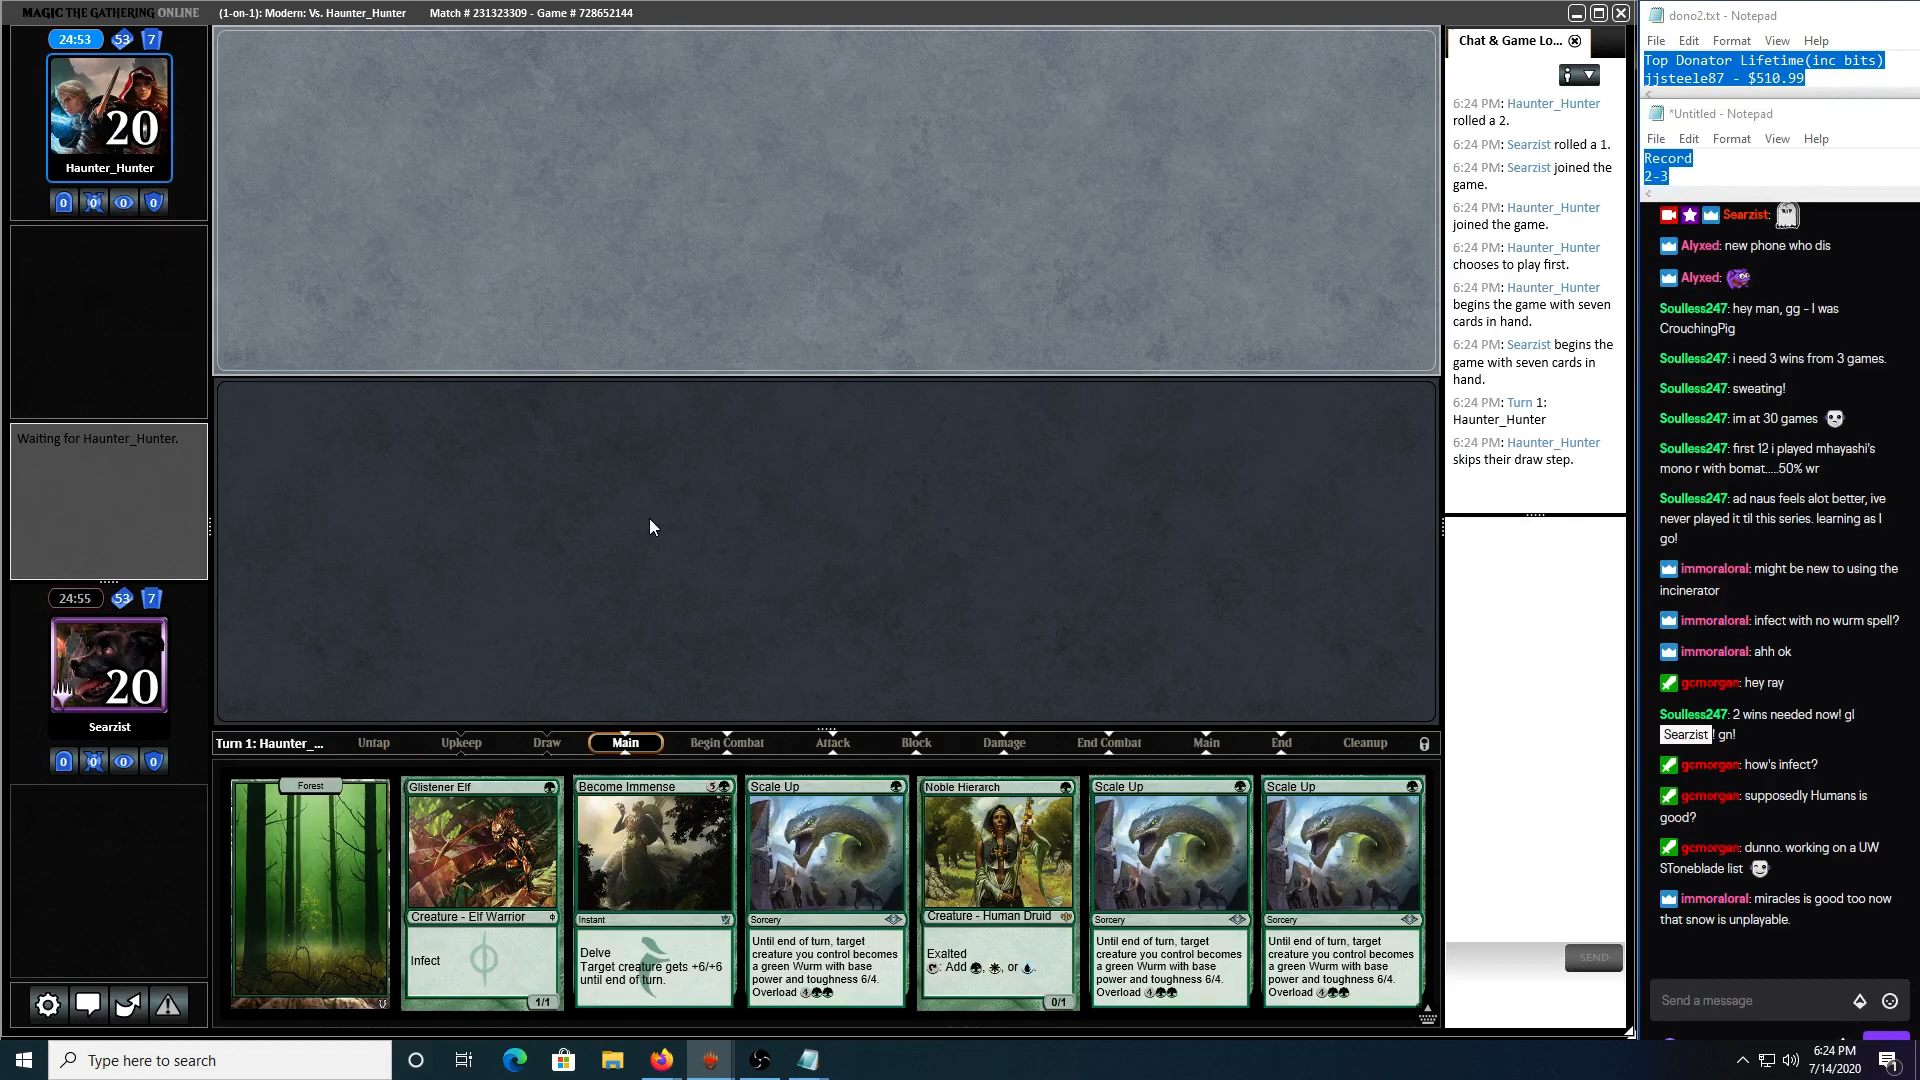 MAGIC THE GATHERING ONLINE
(1-on-1): Modern: Vs. Haunter_Hunter
Match # 231323309 - Game # 728652144
24:53
53
7
20
Haunter_Hunter
0
0
0
0
Waiting for Haunter_Hunter.
24:55
53
7
20
Searzist
0
0
0
0
Chat & Game Lo...
6:24 PM: Haunter_Hunter
rolled a 2.
6:24 PM: Searzist rolled a 1.
6:24 PM: Searzist joined the
game.
6:24 PM: Haunter_Hunter
joined the game.
6:24 PM: Haunter_Hunter
chooses to play first.
6:24 PM: Haunter_Hunter
begins the game with seven
cards in hand.
6:24 PM: Searzist begins the
game with seven cards in
hand.
6:24 PM: Turn 1:
Haunter_Hunter
6:24 PM: Haunter_Hunter
skips their draw step.
SEND
Turn 1: Haunter_...
Untap
Upkeep
Draw
Main
Begin Combat
Attack
Block
Damage
End Combat
Main
End
Cleanup
Forest
Glistener Elf
Creature - Elf Warrior
Infect
1/1
Become Immense
5
Instant
Delve
Target creature gets +6/+6
until end of turn.
Scale Up
Sorcery
Until end of turn, target
creature you control becomes
a green Wurm with base
power and toughness 6/4.
Overload 4
Noble Hierarch
Creature - Human Druid
Exalted
: Add , , or .
0/1
Scale Up
Sorcery
Until end of turn, target
creature you control becomes
a green Wurm with base
power and toughness 6/4.
Overload 4
Scale Up
Sorcery
Until end of turn, target
creature you control becomes
a green Wurm with base
power and toughness 6/4.
Overload 4
dono2.txt - Notepad
File Edit Format View Help
Top Donator Lifetime(inc bits)
jjsteele87 - $510.99
*Untitled - Notepad
File Edit Format View Help
Record
2-3
Searzist:
Alyxed: new phone who dis
Alyxed:
Soulless247: hey man, gg - I was
CrouchingPig
Soulless247: i need 3 wins from 3 games.
Soulless247: sweating!
Soulless247: im at 30 games
Soulless247: first 12 i played mhayashi's
mono r with bomat.....50% wr
Soulless247: ad naus feels alot better, ive
never played it til this series. learning as I
go!
immoraloral: might be new to using the
incinerator
immoraloral: infect with no wurm spell?
immoraloral: ahh ok
gcmorgan: hey ray
Soulless247: 2 wins needed now! gl
Searzist ! gn!
gcmorgan: how's infect?
gcmorgan: supposedly Humans is
good?
gcmorgan: dunno. working on a UW
SToneblade list
immoraloral: miracles is good too now
that snow is unplayable.
Send a message
Type here to search
6:24 PM
7/14/2020
1